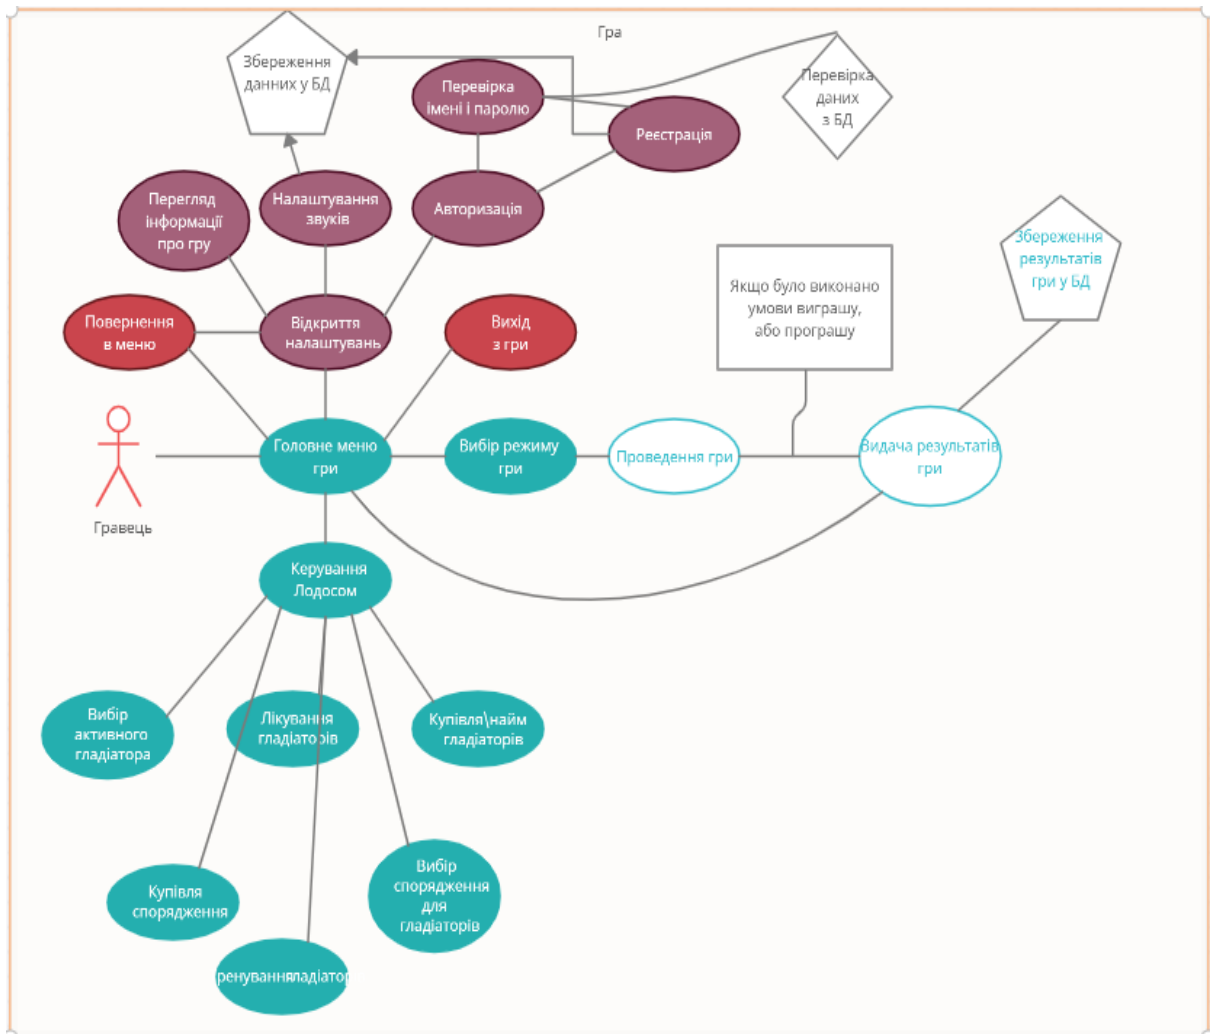 Гра
Збереження
данних у БД
Перевірка
імені і паролю
Перевірка
даних
з БД
Реєстрація
Перегляд
інформації
про гру
Налаштування
звуків
Авторизація
Збереження
результатів
гри у БД
Якщо було виконано
умови виграшу,
або програшу
Повернення
в меню
Відкриття
налаштувань
Вихід
з гри
Головне меню
гри
Вибір режиму
гри
Проведення гри
Видача результатів
гри
Гравець
Керування
Лодосом
Вибір
активного
гладіатора
Лікування
гладіаторів
Купівля\найм
гладіаторів
Купівля
спорядження
Вибір
спорядження
для
гладіаторів